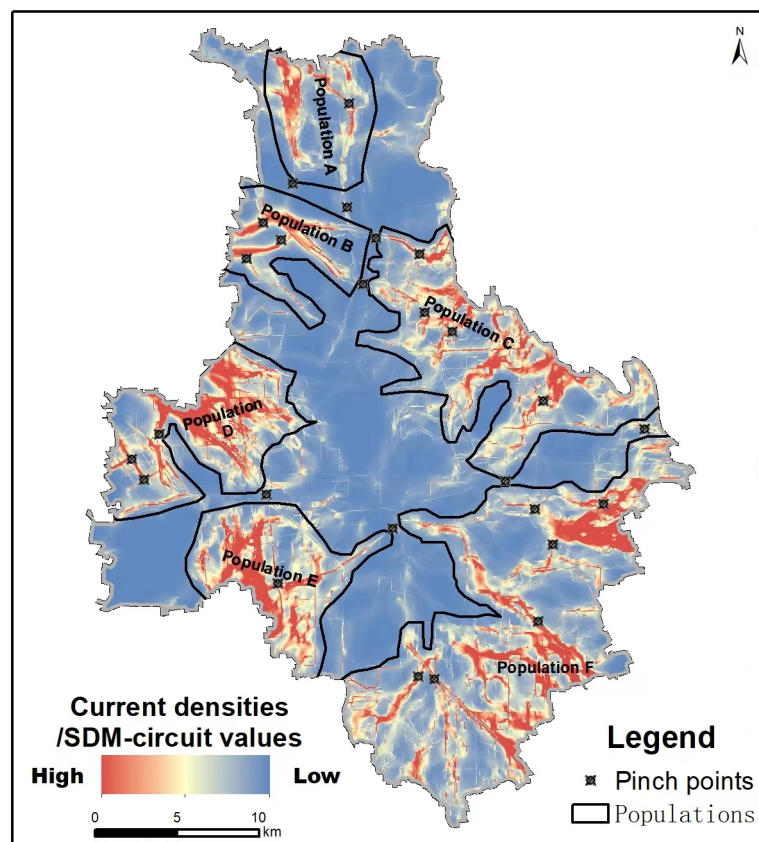 N
Population A
Population B
Population C
Population
D
Population E
Population F
Current densities
/SDM-circuit values
High
Low
0
5
10
km
Legend
Pinch points
Populations